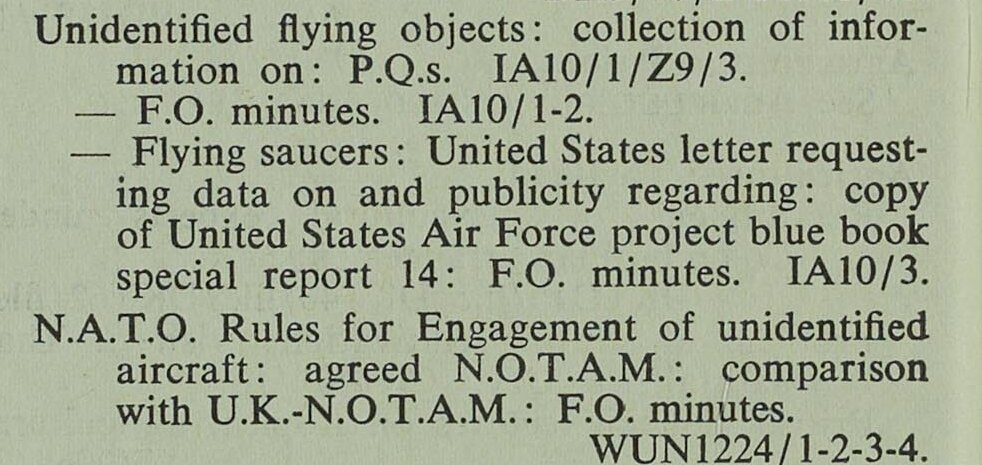 Unidentified flying objects: collection of infor-
mation on: P.Q.s. IA10/1/Z9/3.
— F.O. minutes. IA10/1-2.
— Flying saucers: United States letter request-
ing data on and publicity regarding: copy
of United States Air Force project blue book
special report 14: F.O. minutes. IA10/3.
N.A.T.O. Rules for Engagement of unidentified
aircraft: agreed N.O.T.A.M.: comparison
with U.K.-N.O.T.A.M.: F.O. minutes.
WUN1224/1-2-3-4.